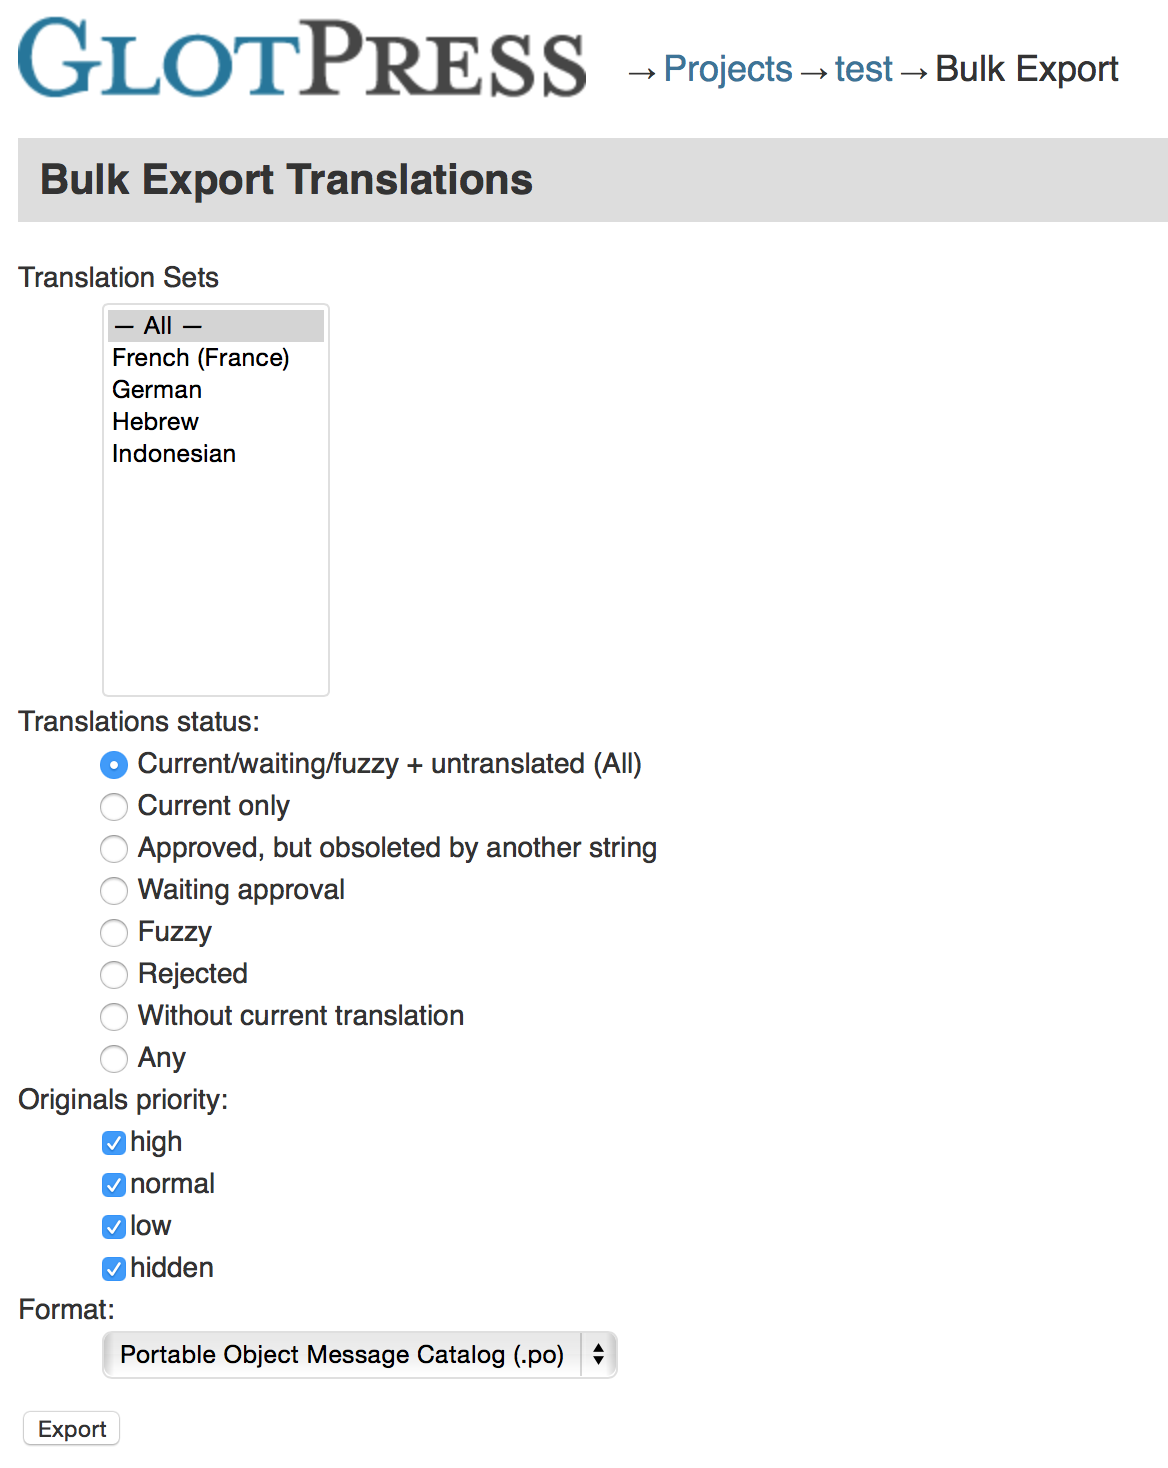 GLOTPRESS → Projects → test → Bulk Export
Bulk Export Translations
Translation Sets
— All —
French (France)
German
Hebrew
Indonesian
Translations status:
Current/waiting/fuzzy + untranslated (All)
Current only
Approved, but obsoleted by another string
Waiting approval
Fuzzy
Rejected
Without current translation
Any
Originals priority:
high
normal
low
hidden
Format:
Portable Object Message Catalog (.po)
Export